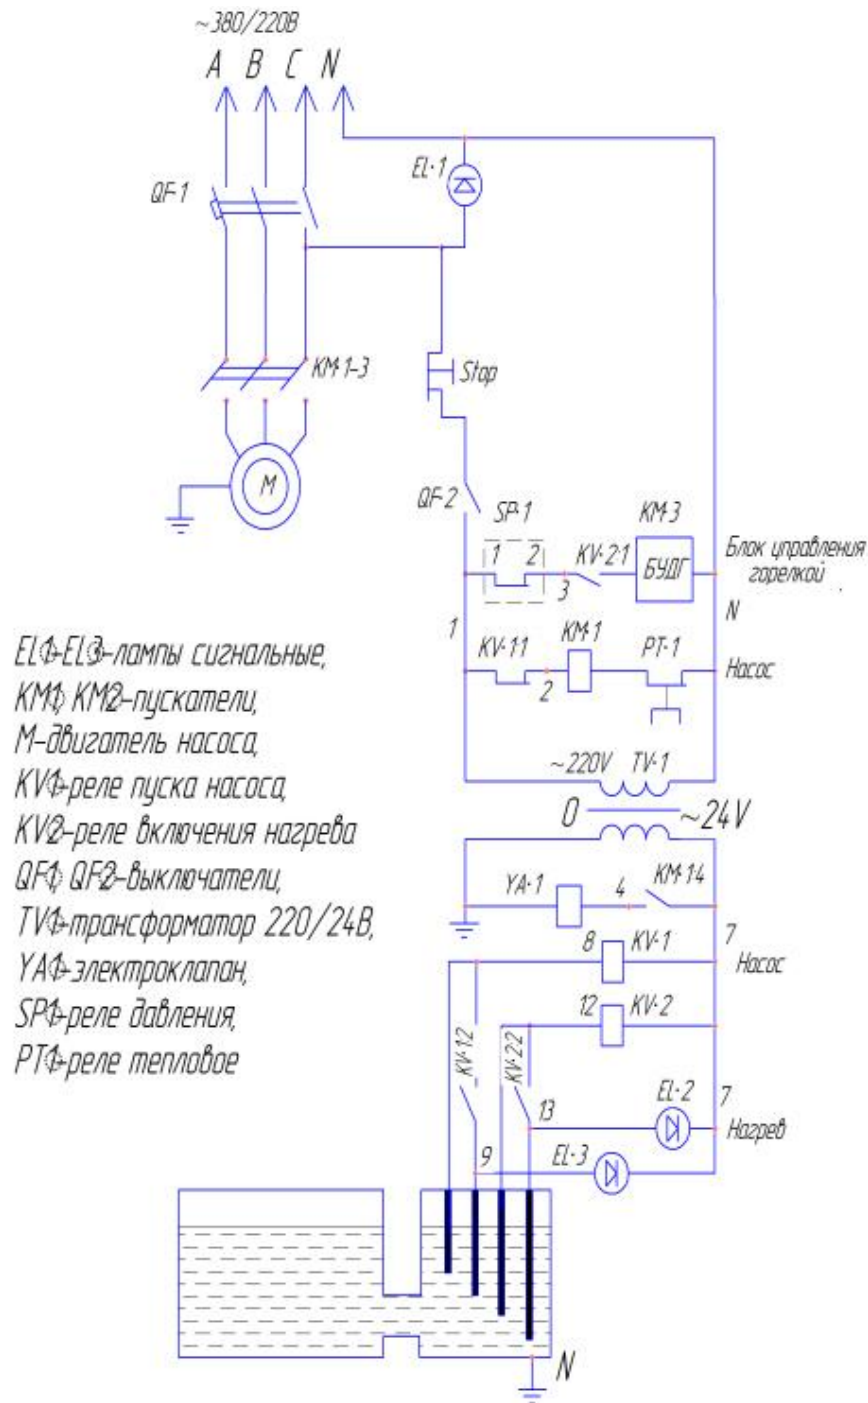 ~380/220В
A B C N
EL-1
QF-1
KM-1-3
Stop
M
QF-2
SP-1
KM-3
1 2
KV-2.1
БУДГ
Блок управления
горелкой
3
N
1
KV-1.1
KM-1
PT-1
Насос
2
~220V TV-1
0
~24V
YA-1
4
KM-1.4
7
8
KV-1
Насос
12
KV-2
KV-1.2
KV-2.2
EL-2
7
13
Нагрев
9
EL-3
N
EL1-EL3-лампы сигнальные,
KM1, KM2-пускатели,
M-двигатель насоса,
KV1-реле пуска насоса,
KV2-реле включения нагрева
QF1, QF2-выключатели,
TV1-трансформатор 220/24В,
YA1-электроклапан,
SP1-реле давления,
PT1-реле тепловое